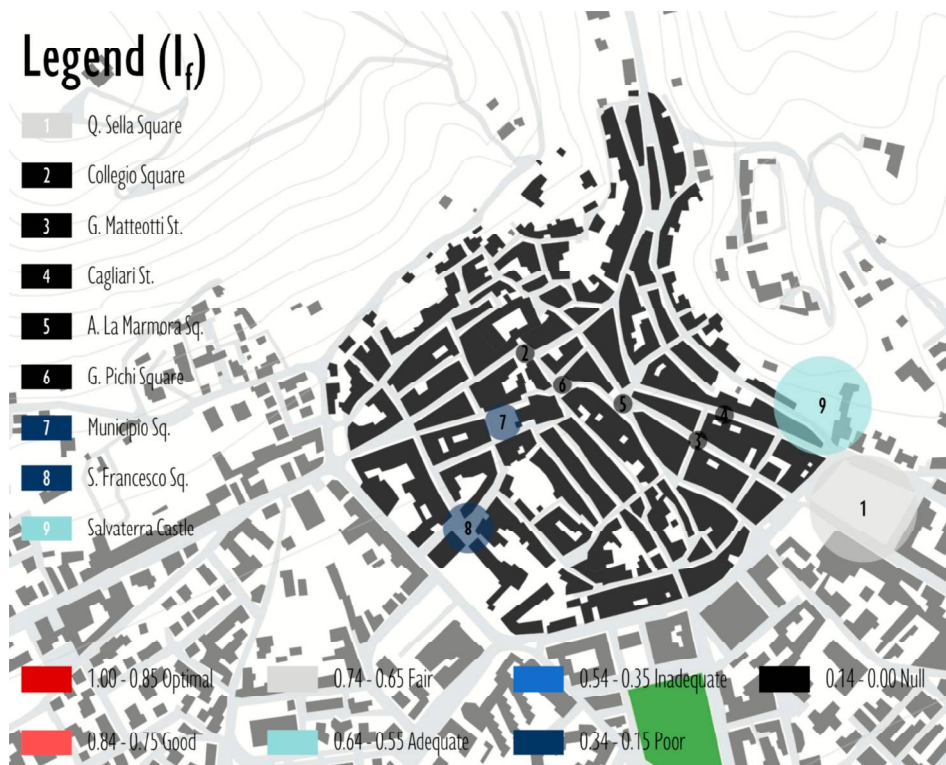 Legend (If)
1 Q. Sella Square
2 Collegio Square
3 G. Matteotti St.
4 Cagliari St.
5 A. La Marmora Sq.
6 G. Pichi Square
7 Municipio Sq.
8 S. Francesco Sq.
9 Salvaterra Castle
2
6
5
4
3
7
8
9
1
1.00 - 0.85 Optimal
0.74 - 0.65 Fair
0.54 - 0.35 Inadequate
0.14 - 0.00 Null
0.84 - 0.75 Good
0.64 - 0.55 Adequate
0.34 - 0.15 Poor